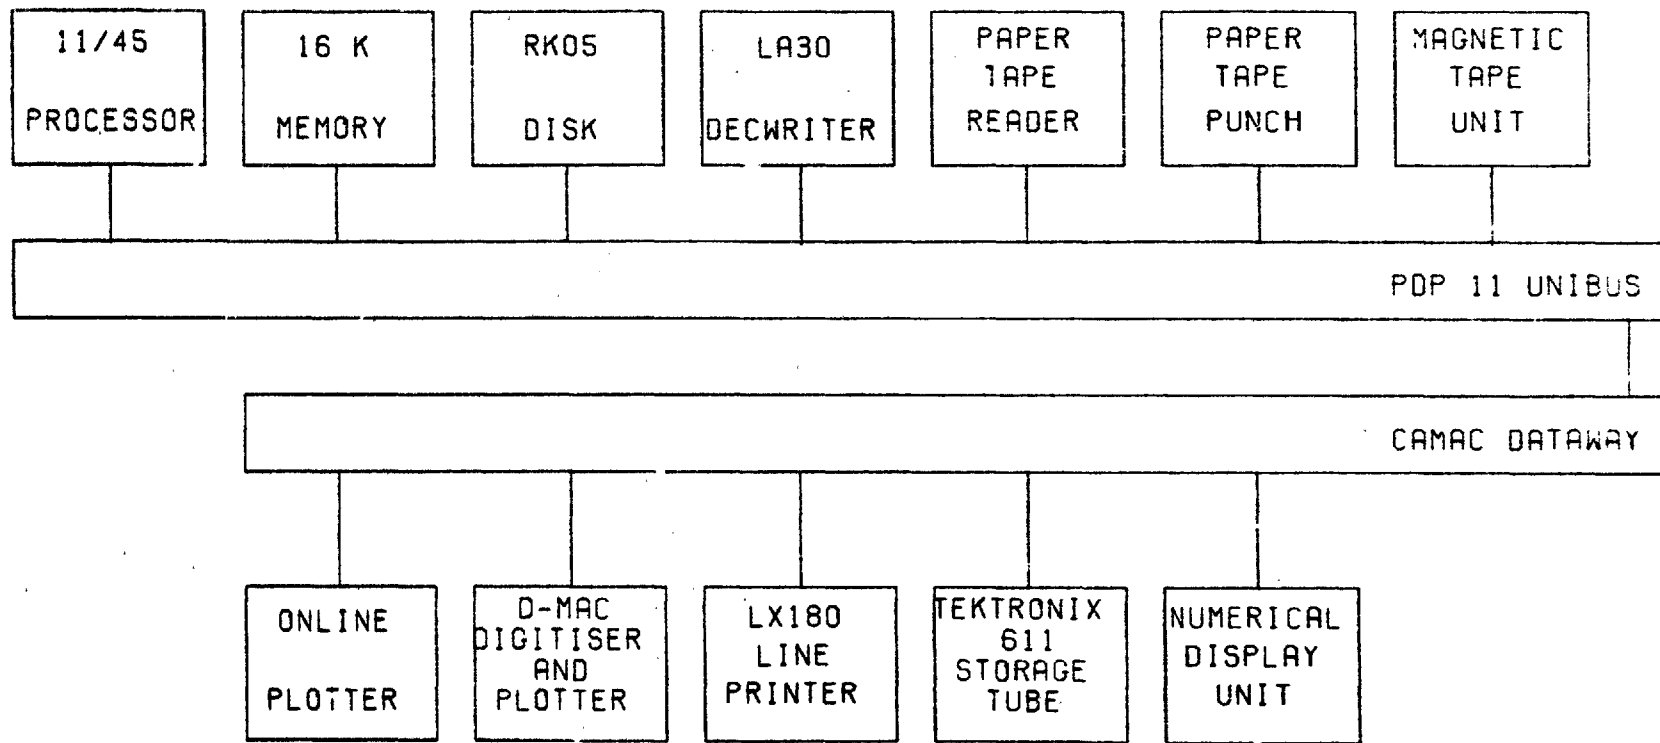 11/45
PROCESSOR
16 K
MEMORY
RK05
DISK
LA30
DECWRITER
PAPER
TAPE
READER
PAPER
TAPE
PUNCH
MAGNETIC
TAPE
UNIT
PDP 11 UNIBUS
CAMAC DATAWAY
ONLINE
PLOTTER
D-MAC
DIGITISER
AND
PLOTTER
LX180
LINE
PRINTER
TEKTRONIX
611
STORAGE
TUBE
NUMERICAL
DISPLAY
UNIT